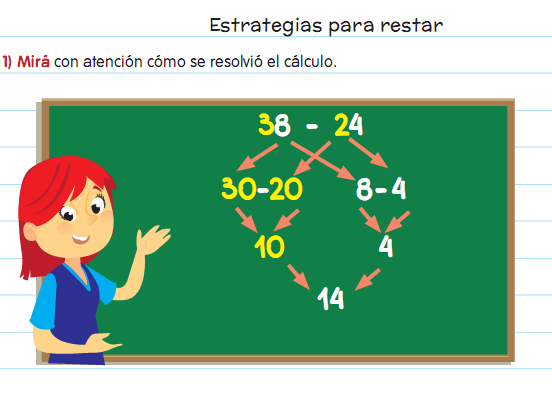 Estrategias para restar
1) Mirá con atención cómo se resolvió el cálculo.
38 - 24
30-20 8-4
10 4
14